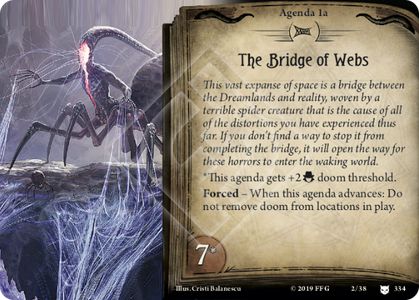 Agenda 1a
The Bridge of Webs
This vast expanse of space is a bridge between
the Dreamlands and reality, woven by a
terrible spider creature that is the cause of all
of the distortions you have experienced thus
far. If you don't find a way to stop it from
completing the bridge, it will open the way for
these horrors to enter the waking world.
*This agenda gets +2 doom threshold.
Forced – When this agenda advances: Do
not remove doom from locations in play.
7*
Illus. Cristi Balanescu
© 2019 FFG
2/38
334